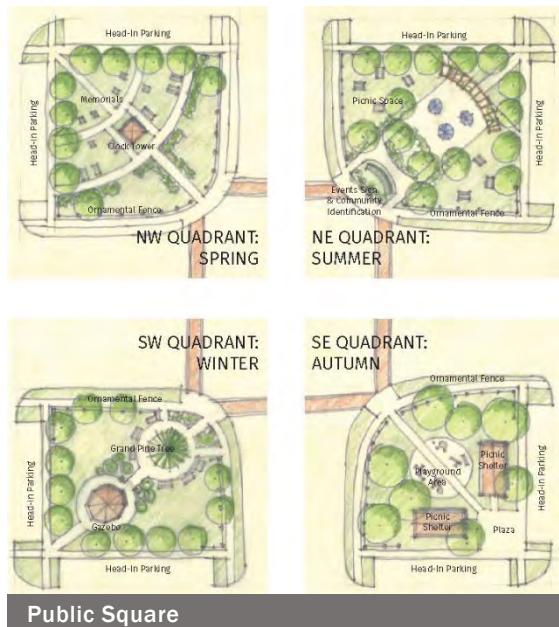 Head-In Parking
Head-In Parking
Memorials
Clock Tower
Ornamental Fence
NW QUADRANT:
SPRING
Head-In Parking
Picnic Space
Head-In Parking
Events Sign
& Community
Identification
Ornamental Fence
NE QUADRANT:
SUMMER
SW QUADRANT:
WINTER
Ornamental Fence
Grand Pine Tree
Head-In Parking
Gazebo
Head-In Parking
SE QUADRANT:
AUTUMN
Ornamental Fence
Picnic
Shelter
Playground
Area
Head-In Parking
Picnic
Shelter
Plaza
Head-In Parking
Public Square